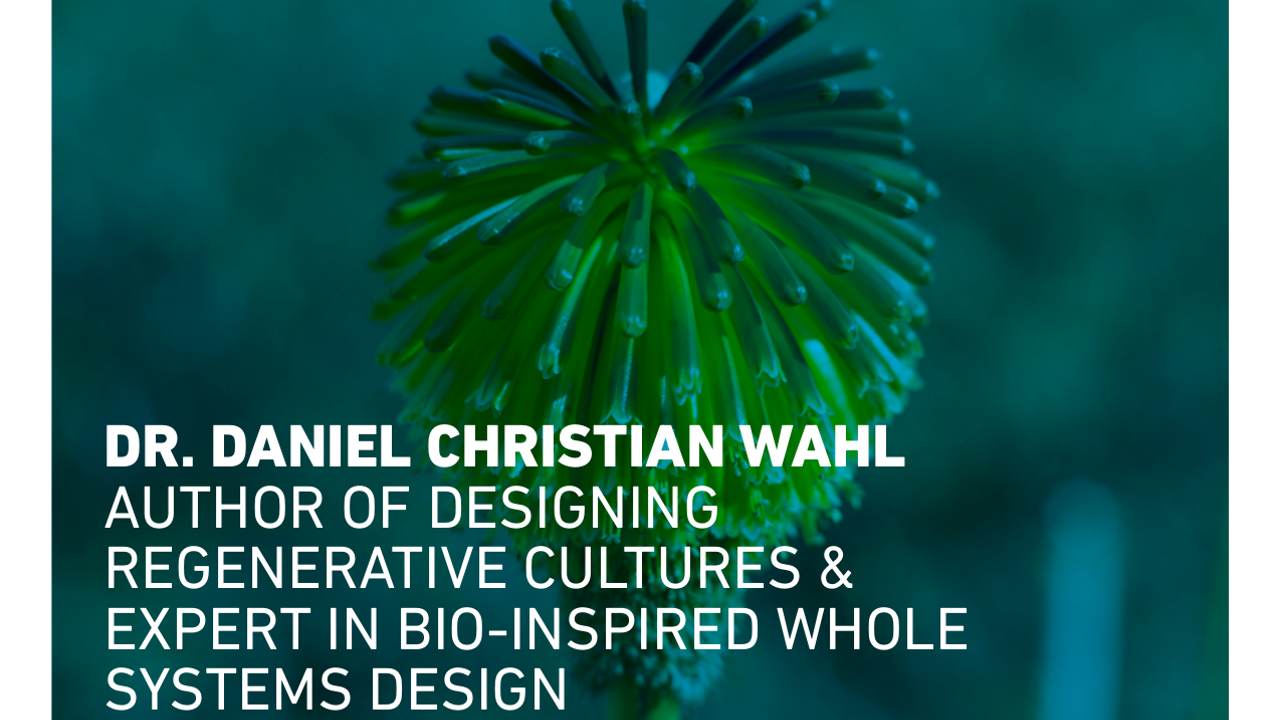 DR. DANIEL CHRISTIAN WAHL
AUTHOR OF DESIGNING
REGENERATIVE CULTURES &
EXPERT IN BIO-INSPIRED WHOLE
SYSTEMS DESIGN